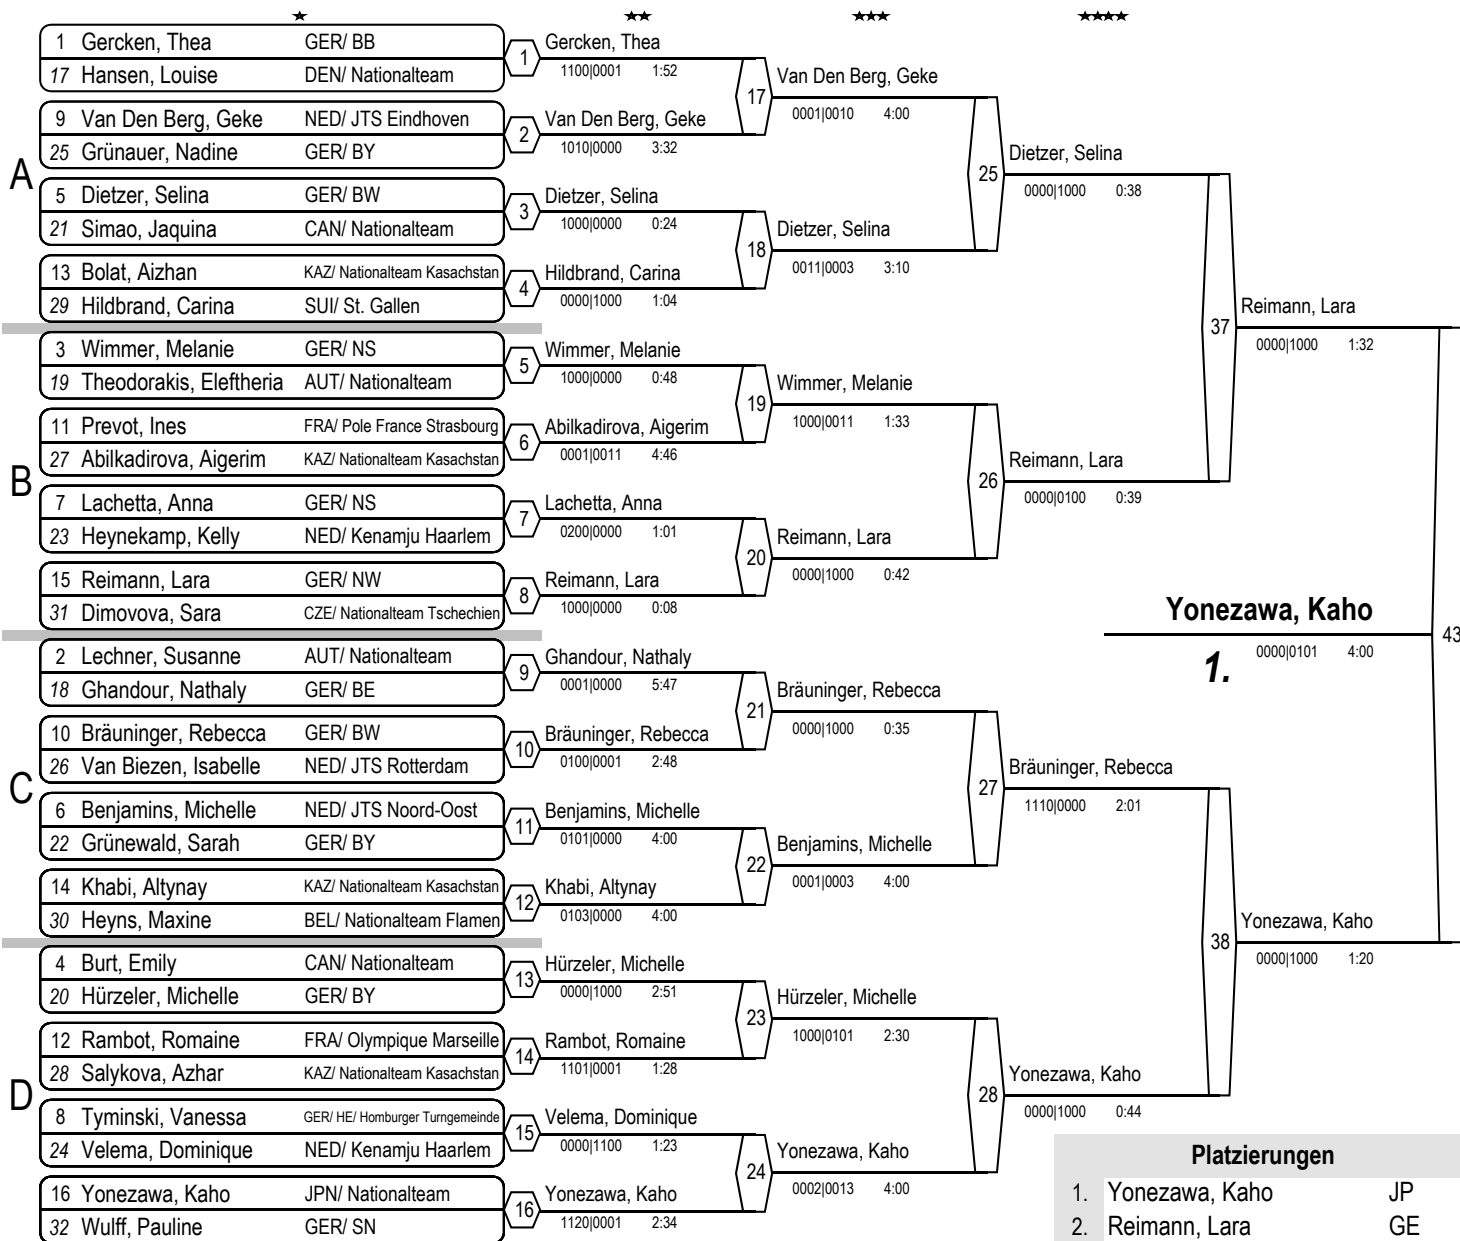 ★ ★★ ★★★ ★★★★
A
1 Gercken, Thea GER/ BB
17 Hansen, Louise DEN/ Nationalteam
9 Van Den Berg, Geke NED/ JTS Eindhoven
25 Grünauer, Nadine GER/ BY
5 Dietzer, Selina GER/ BW
21 Simao, Jaquina CAN/ Nationalteam
13 Bolat, Aizhan KAZ/ Nationalteam Kasachstan
29 Hildbrand, Carina SUI/ St. Gallen
B
3 Wimmer, Melanie GER/ NS
19 Theodorakis, Eleftheria AUT/ Nationalteam
11 Prevot, Ines FRA/ Pole France Strasbourg
27 Abilkadirova, Aigerim KAZ/ Nationalteam Kasachstan
7 Lachetta, Anna GER/ NS
23 Heynekamp, Kelly NED/ Kenamju Haarlem
15 Reimann, Lara GER/ NW
31 Dimovova, Sara CZE/ Nationalteam Tschechien
C
2 Lechner, Susanne AUT/ Nationalteam
18 Ghandour, Nathaly GER/ BE
10 Bräuninger, Rebecca GER/ BW
26 Van Biezen, Isabelle NED/ JTS Rotterdam
6 Benjamins, Michelle NED/ JTS Noord-Oost
22 Grünewald, Sarah GER/ BY
14 Khabi, Altynay KAZ/ Nationalteam Kasachstan
30 Heyns, Maxine BEL/ Nationalteam Flamen
D
4 Burt, Emily CAN/ Nationalteam
20 Hürzeler, Michelle GER/ BY
12 Rambot, Romaine FRA/ Olympique Marseille
28 Salykova, Azhar KAZ/ Nationalteam Kasachstan
8 Tyminski, Vanessa GER/ HE/ Homburger Turngemeinde
24 Velema, Dominique NED/ Kenamju Haarlem
16 Yonezawa, Kaho JPN/ Nationalteam
32 Wulff, Pauline GER/ SN
1 Gercken, Thea
1100|0001 1:52
2 Van Den Berg, Geke
1010|0000 3:32
3 Dietzer, Selina
1000|0000 0:24
4 Hildbrand, Carina
0000|1000 1:04
5 Wimmer, Melanie
1000|0000 0:48
6 Abilkadirova, Aigerim
0001|0011 4:46
7 Lachetta, Anna
0200|0000 1:01
8 Reimann, Lara
1000|0000 0:08
9 Ghandour, Nathaly
0001|0000 5:47
10 Bräuninger, Rebecca
0100|0001 2:48
11 Benjamins, Michelle
0101|0000 4:00
12 Khabi, Altynay
0103|0000 4:00
13 Hürzeler, Michelle
0000|1000 2:51
14 Rambot, Romaine
1101|0001 1:28
15 Velema, Dominique
0000|1100 1:23
16 Yonezawa, Kaho
1120|0001 2:34
17 Van Den Berg, Geke
0001|0010 4:00
18 Dietzer, Selina
0011|0003 3:10
19 Wimmer, Melanie
1000|0011 1:33
20 Reimann, Lara
0000|1000 0:42
21 Bräuninger, Rebecca
0000|1000 0:35
22 Benjamins, Michelle
0001|0003 4:00
23 Hürzeler, Michelle
1000|0101 2:30
24 Yonezawa, Kaho
0002|0013 4:00
25 Dietzer, Selina
0000|1000 0:38
26 Reimann, Lara
0000|0100 0:39
27 Bräuninger, Rebecca
1110|0000 2:01
28 Yonezawa, Kaho
0000|1000 0:44
37 Reimann, Lara
0000|1000 1:32
38 Yonezawa, Kaho
0000|1000 1:20
Yonezawa, Kaho 43
1. 0000|0101 4:00
Platzierungen
1. Yonezawa, Kaho JP
2. Reimann, Lara GE